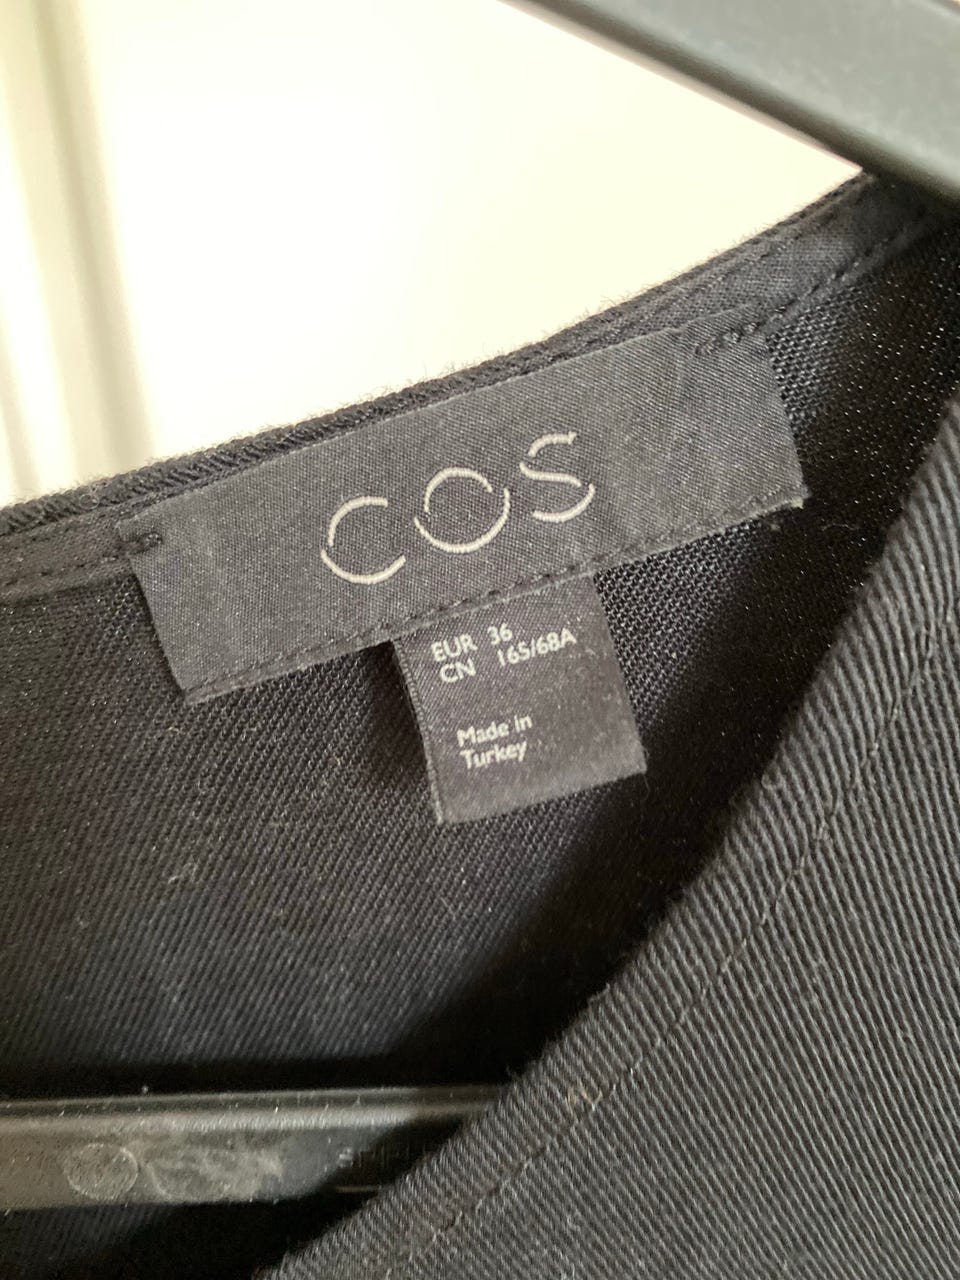 COS
EUR 36
CN 165/68A
Made in
Turkey